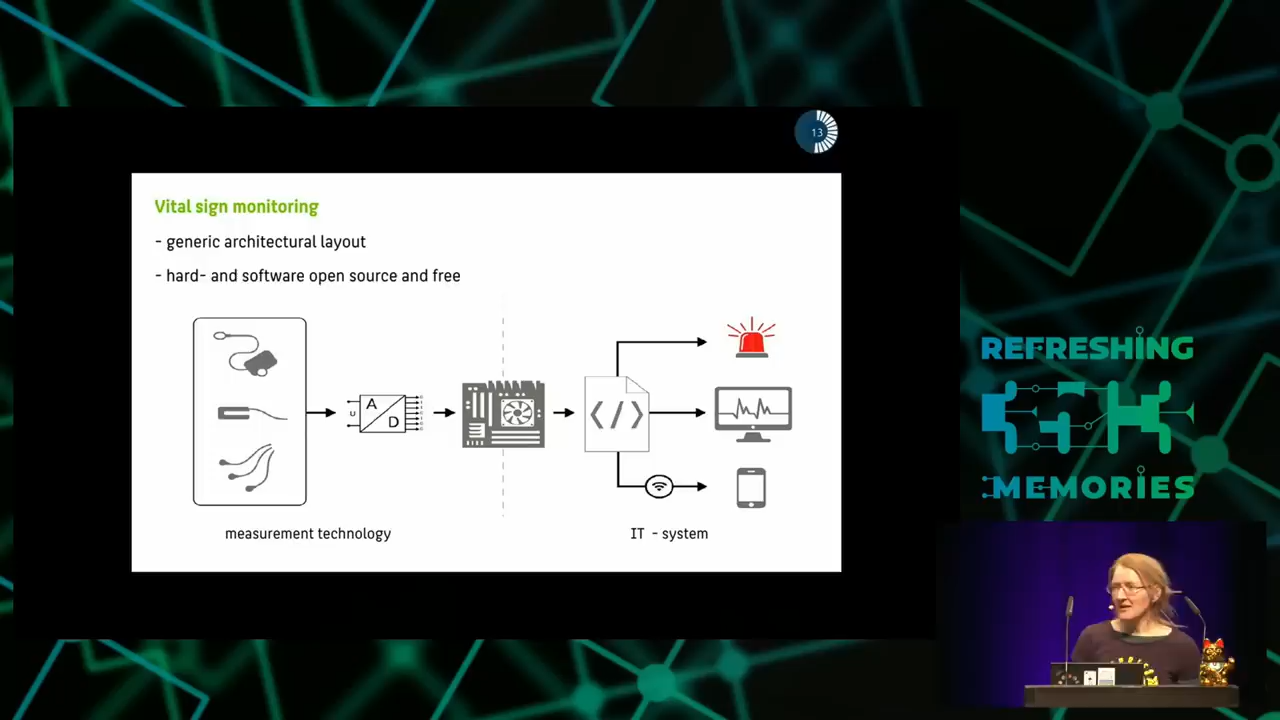 13
Vital sign monitoring
- generic architectural layout
- hard- and software open source and free
U
A
D
</>
measurement technology
IT - system
REFRESHING
MEMORIES